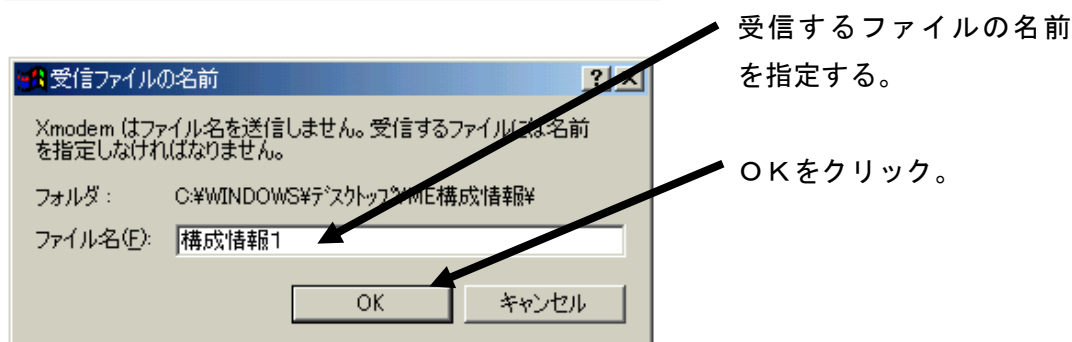 受信するファイルの名前
を指定する。
受信ファイルの名前
Xmodem はファイル名を送信しません。受信するファイルには名前
を指定しなければなりません。
フォルダ： C:¥WINDOWS¥ﾃﾞｽｸﾄｯﾌﾟ¥ME構成情報¥
ファイル名(F): 構成情報1
OK キャンセル
ＯＫをクリック。